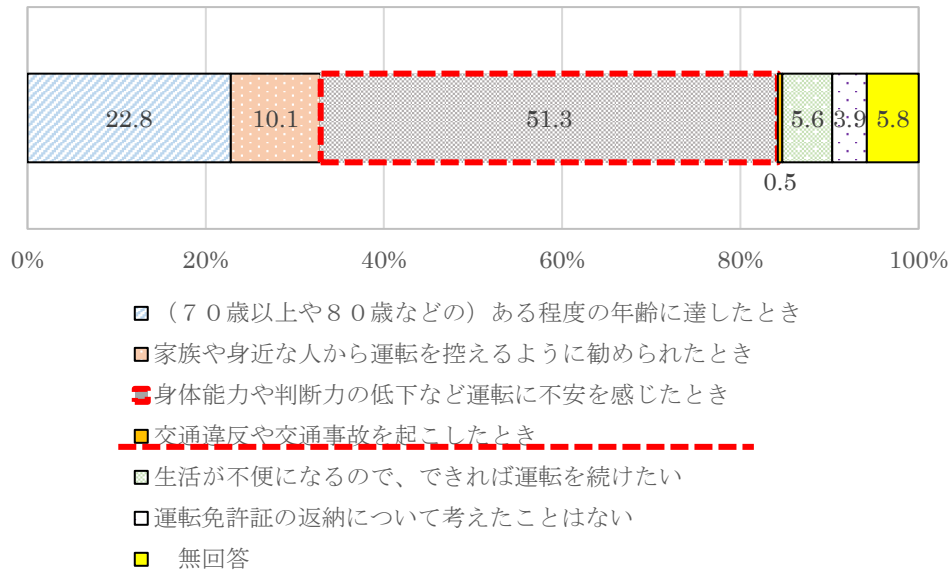 22.8 10.1 51.3 5.6 3.9 5.8
0.5
0% 20% 40% 60% 80% 100%
（７０歳以上や８０歳などの）ある程度の年齢に達したとき
家族や身近な人から運転を控えるように勧められたとき
身体能力や判断力の低下など運転に不安を感じたとき
交通違反や交通事故を起こしたとき
生活が不便になるので、できれば運転を続けたい
運転免許証の返納について考えたことはない
無回答